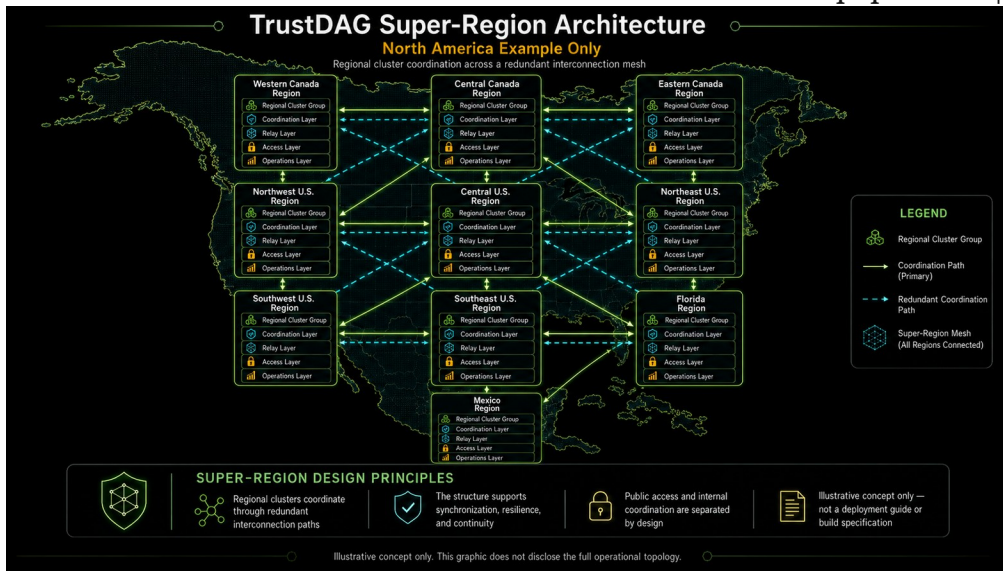 TrustDAG Super-Region Architecture
North America Example Only
Regional cluster coordination across a redundant interconnection mesh
Western Canada
Region
Regional Cluster Group
Coordination Layer
Relay Layer
Access Layer
Operations Layer
Central Canada
Region
Regional Cluster Group
Coordination Layer
Relay Layer
Access Layer
Operations Layer
Eastern Canada
Region
Regional Cluster Group
Coordination Layer
Relay Layer
Access Layer
Operations Layer
Northwest U.S.
Region
Regional Cluster Group
Coordination Layer
Relay Layer
Access Layer
Operations Layer
Central U.S.
Region
Regional Cluster Group
Coordination Layer
Relay Layer
Access Layer
Operations Layer
Northeast U.S.
Region
Regional Cluster Group
Coordination Layer
Relay Layer
Access Layer
Operations Layer
Southwest U.S.
Region
Regional Cluster Group
Coordination Layer
Relay Layer
Access Layer
Operations Layer
Southeast U.S.
Region
Regional Cluster Group
Coordination Layer
Relay Layer
Access Layer
Operations Layer
Florida
Region
Regional Cluster Group
Coordination Layer
Relay Layer
Access Layer
Operations Layer
Mexico
Region
Regional Cluster Group
Coordination Layer
Relay Layer
Access Layer
Operations Layer
LEGEND
Regional Cluster Group
Coordination Path
(Primary)
Redundant Coordination
Path
Super-Region Mesh
(All Regions Connected)
SUPER-REGION DESIGN PRINCIPLES
Regional clusters coordinate
through redundant
interconnection paths
The structure supports
synchronization, resilience,
and continuity
Public access and internal
coordination are separated
by design
Illustrative concept only —
not a deployment guide or
build specification
Illustrative concept only. This graphic does not disclose the full operational topology.